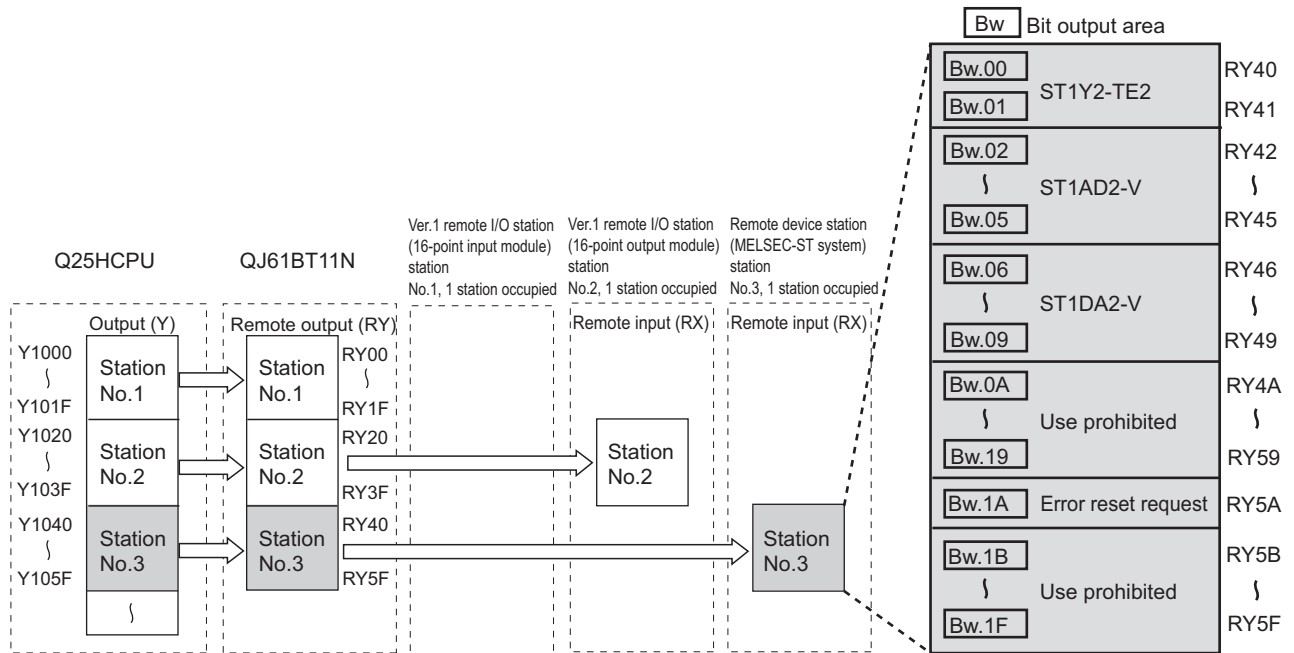 Bw Bit output area
Bw.00
ST1Y2-TE2
RY40
Bw.01
RY41
Bw.02
RY42
ST1AD2-V
Bw.05
RY45
Bw.06
RY46
ST1DA2-V
Bw.09
RY49
Bw.0A
RY4A
Use prohibited
Bw.19
RY59
Bw.1A Error reset request RY5A
Bw.1B
RY5B
Use prohibited
Bw.1F
RY5F
Q25HCPU
QJ61BT11N
Ver.1 remote I/O station
(16-point input module)
station
No.1, 1 station occupied
Ver.1 remote I/O station
(16-point output module)
station
No.2, 1 station occupied
Remote device station
(MELSEC-ST system)
station
No.3, 1 station occupied
Output (Y)
Remote output (RY)
Remote input (RX)
Remote input (RX)
Y1000
Y101F
Station
No.1
Station
No.1
RY00
RY1F
Y1020
Y103F
Station
No.2
Station
No.2
RY20
RY3F
Station
No.2
Y1040
Y105F
Station
No.3
Station
No.3
RY40
RY5F
Station
No.3